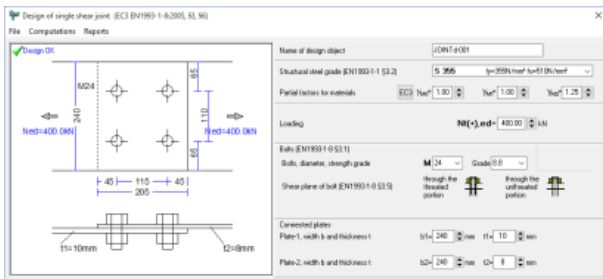 Design of single shear joint (EC3 EN1993-1-8:2005, §3, §6)
File Computations Reports
Design OK
M24
65
240
110
65
Ned=400.0kN
Ned=400.0kN
45 115 45
205
t1=10mm
t2=8mm
Name of design object
JOINT-d-001
Structural steel grade [EN1993-1-1 §3.2]
S 355 fy=355N/mm² fu=510N/mm²
Partial factors for materials
EC3 1.00 1.00 1.25
Loading
Nt(+),ed= 400.00 kN
Bolts [EN1993-1-8 §3.1]
Bolts, diameter, strength grade
M 24 Grade 8.8
Shear plane of bolt [EN1993-1-8 §3.5]
through the threaded portion
through the unthreaded portion
Connected plates
Plate-1, width b and thickness t
b1= 240 mm t1= 10 mm
Plate-2, width b and thickness t
b2= 240 mm t2= 8 mm